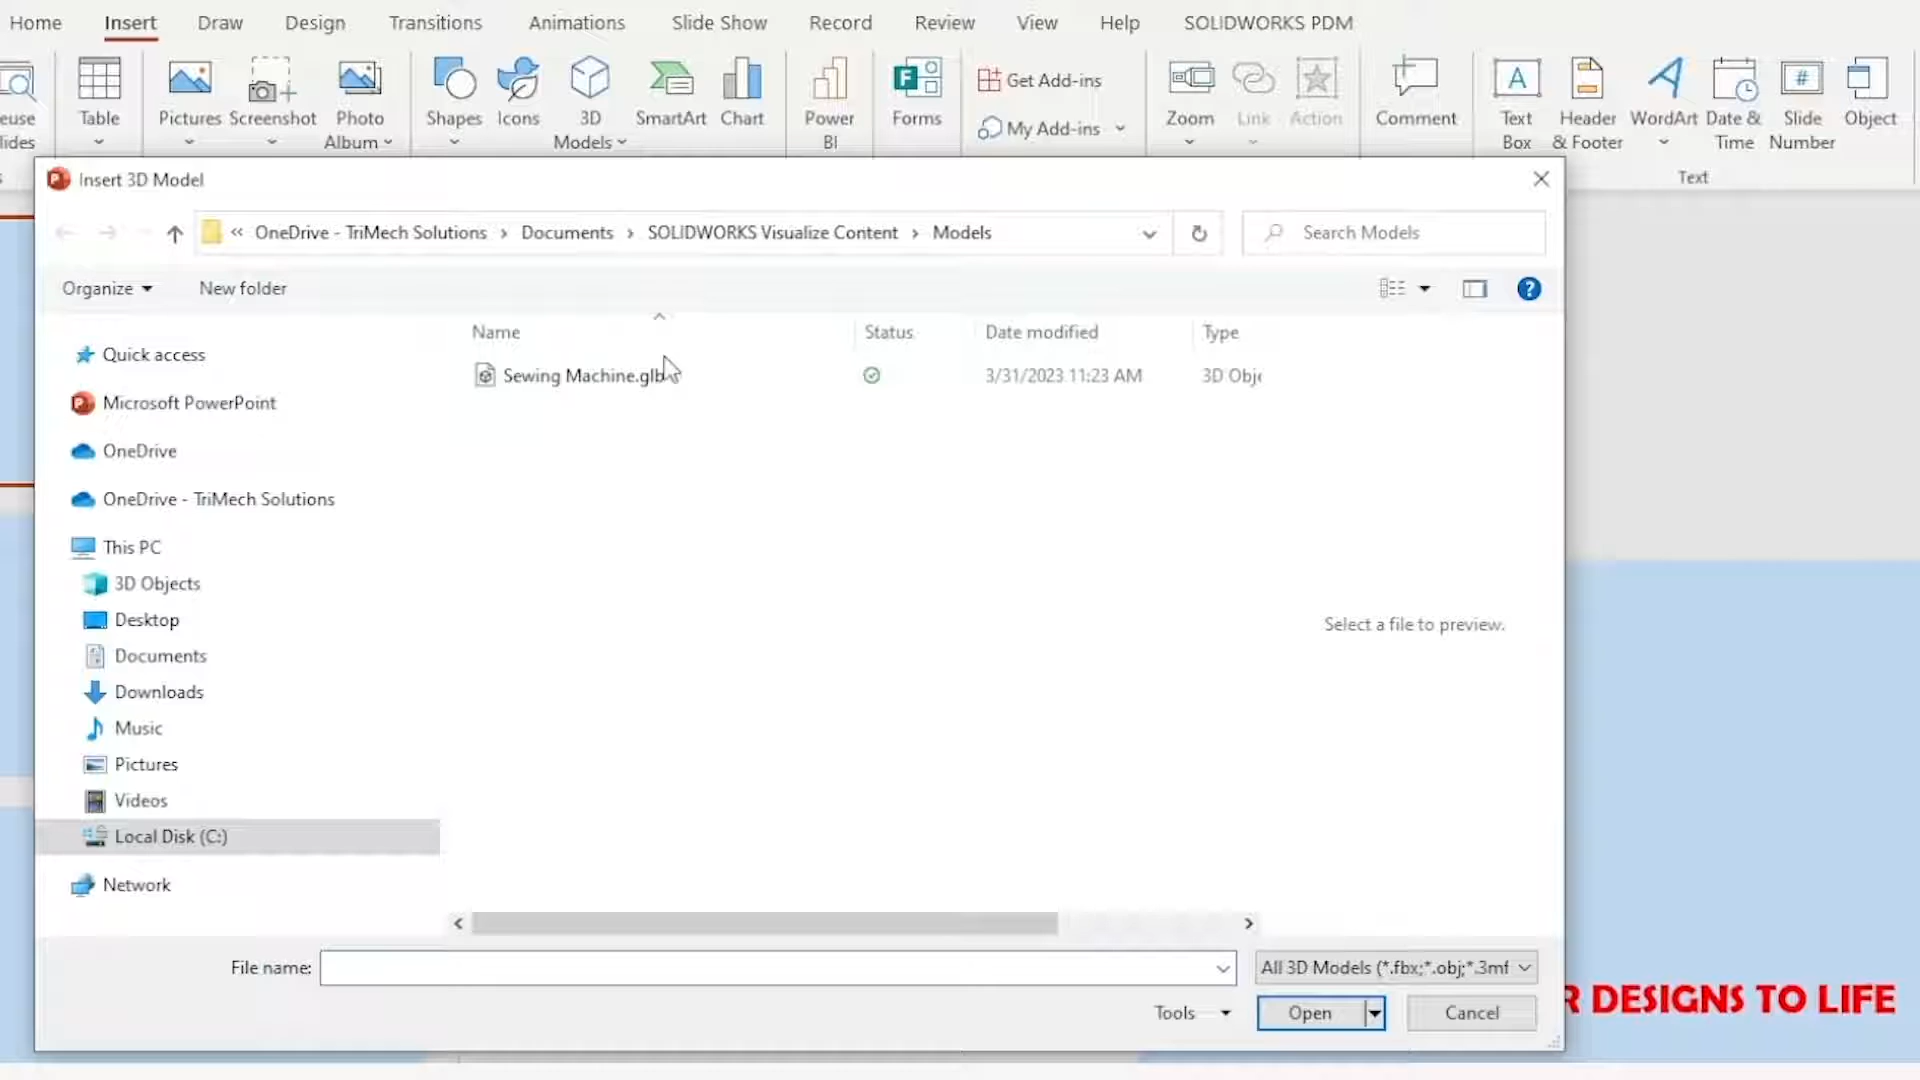 Home Insert Draw Design Transitions Animations Slide Show Record Review View Help SOLIDWORKS PDM
Table
Pictures
Screenshot
Photo
Album
Shapes
Icons
3D
Models
SmartArt
Chart
Power
BI
Forms
Get Add-ins
My Add-ins
Zoom
Link
Action
Comment
Text
Box
Header
& Footer
WordArt
Date &
Time
Slide
Number
#
Object
Text
Insert 3D Model
« OneDrive - TriMech Solutions > Documents > SOLIDWORKS Visualize Content > Models
Search Models
Organize
New folder
?
Name Status Date modified Type
Sewing Machine.glb 3/31/2023 11:23 AM 3D Obje
Quick access
Microsoft PowerPoint
OneDrive
OneDrive - TriMech Solutions
This PC
3D Objects
Desktop
Documents
Downloads
Music
Pictures
Videos
Local Disk (C:)
Network
Select a file to preview.
File name:
All 3D Models (*.fbx;*.obj;*.3mf
Tools
Open
Cancel
R DESIGNS TO LIFE